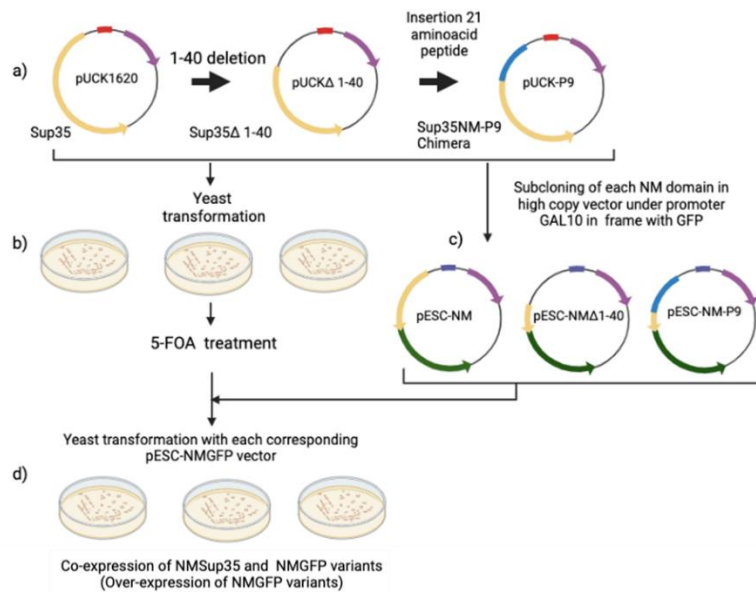 a)
pUCK1620
Sup35
1-40 deletion
pUCKΔ 1-40
Sup35Δ 1-40
Insertion 21
aminoacid
peptide
pUCK-P9
Sup35NM-P9
Chimera
Yeast
transformation
b)
5-FOA treatment
Subcloning of each NM domain in
high copy vector under promoter
GAL10 in frame with GFP
c)
pESC-NM
pESC-NMΔ1-40
pESC-NM-P9
Yeast transformation with each corresponding
pESC-NMGFP vector
d)
Co-expression of NMSup35 and NMGFP variants
(Over-expression of NMGFP variants)